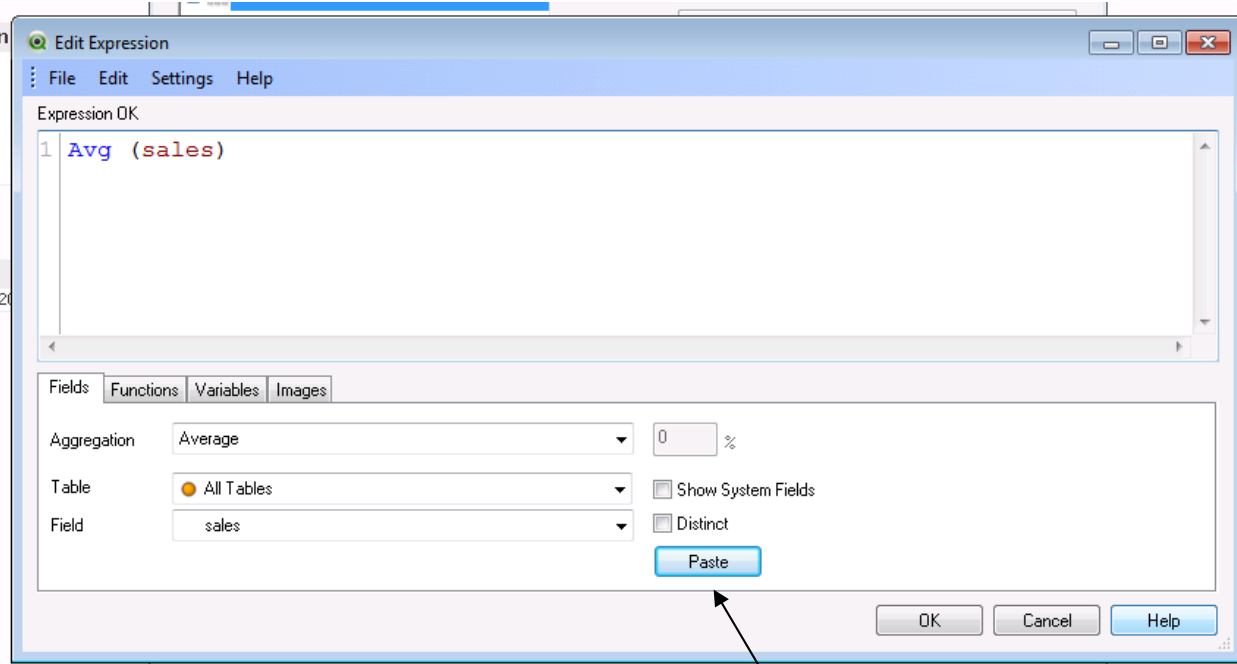 n
Edit Expression
File Edit Settings Help
Expression OK
1 Avg (sales)
20
Fields Functions Variables Images
Aggregation Average 0 %
Table All Tables Show System Fields
Field sales Distinct
Paste
OK Cancel Help